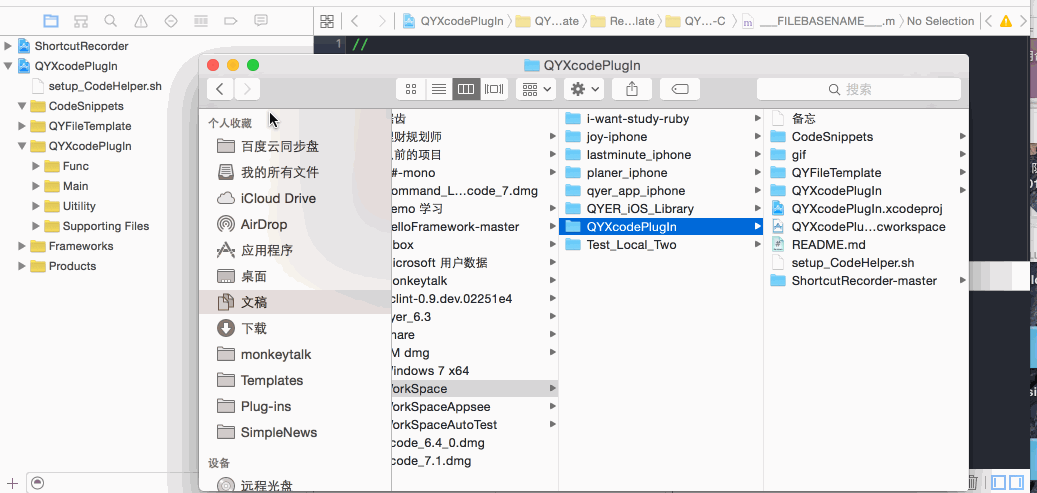 QYXcodePlugIn
QY...ate
Re...late
QY...-C
___FILEBASENAME___.m
No Selection
ShortcutRecorder
QYXcodePlugIn
setup_CodeHelper.sh
CodeSnippets
QYFileTemplate
QYXcodePlugIn
Func
Main
Uitility
Supporting Files
Frameworks
Products
1 //
QYXcodePlugIn
搜索
个人收藏
百度云同步盘
我的所有文件
iCloud Drive
AirDrop
应用程序
桌面
文稿
下载
monkeytalk
Templates
Plug-ins
SimpleNews
设备
远程光盘
财规划师
前的项目
#-mono
ommand_L...code_7.dmg
emo 学习
elloFramework-master
box
icrosoft 用户数据
onkeytalk
clint-0.9.dev.02251e4
yer_6.3
hare
M dmg
indows 7 x64
orkSpace
orkSpaceAppsee
orkSpaceAutoTest
code_6.4_0.dmg
code_7.1.dmg
i-want-study-ruby
joy-iphone
lastminute_iphone
planer_iphone
qyer_app_iphone
QYER_IOS_Library
QYXcodePlugIn
Test_Local_Two
备忘
CodeSnippets
gif
QYFileTemplate
QYXcodePlugIn
QYXcodePlugIn.xcodeproj
QYXcodePlu...cworkspace
README.md
setup_CodeHelper.sh
ShortcutRecorder-master